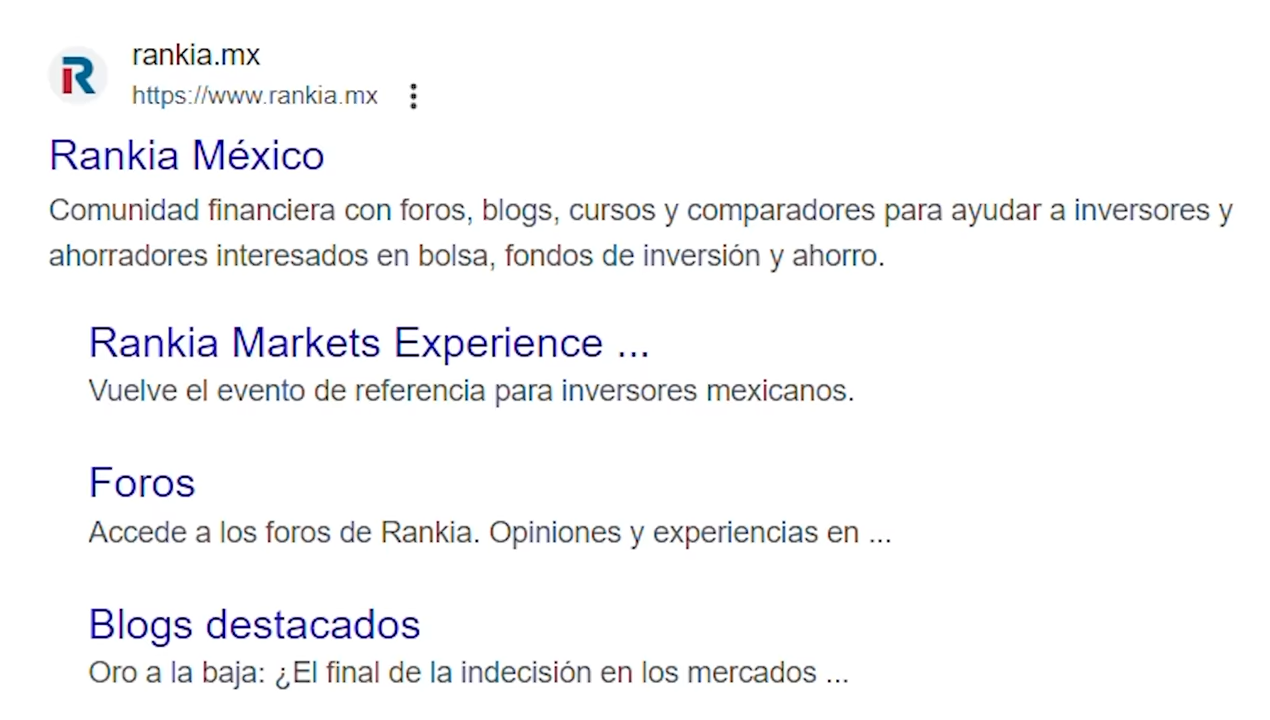 rankia.mx
https://www.rankia.mx
Rankia México
Comunidad financiera con foros, blogs, cursos y comparadores para ayudar a inversores y
ahorradores interesados en bolsa, fondos de inversión y ahorro.
Rankia Markets Experience ...
Vuelve el evento de referencia para inversores mexicanos.
Foros
Accede a los foros de Rankia. Opiniones y experiencias en ...
Blogs destacados
Oro a la baja: ¿El final de la indecisión en los mercados ...